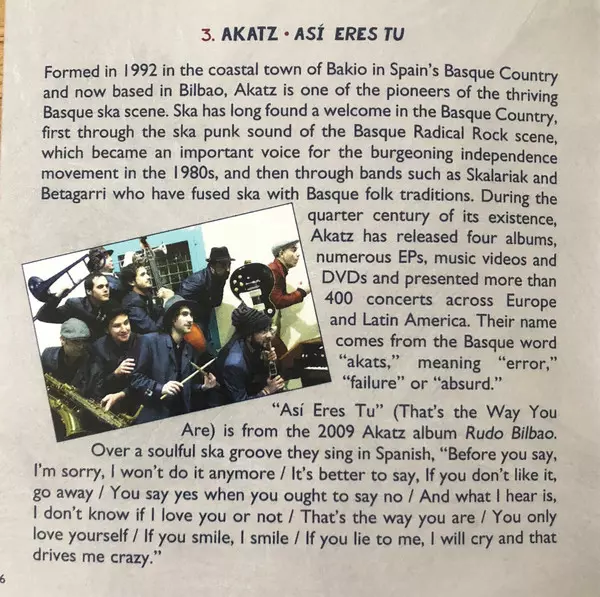 3. AKATZ • ASÍ ERES TU
Formed in 1992 in the coastal town of Bakio in Spain's Basque Country
and now based in Bilbao, Akatz is one of the pioneers of the thriving
Basque ska scene. Ska has long found a welcome in the Basque Country,
first through the ska punk sound of the Basque Radical Rock scene,
which became an important voice for the burgeoning independence
movement in the 1980s, and then through bands such as Skalariak and
Betagarri who have fused ska with Basque folk traditions. During the
quarter century of its existence,
Akatz has released four albums,
numerous EPs, music videos and
DVDs and presented more than
400 concerts across Europe
and Latin America. Their name
comes from the Basque word
"akats," meaning "error,"
"failure" or "absurd."
"Así Eres Tu" (That's the Way You
Are) is from the 2009 Akatz album Rudo Bilbao.
Over a soulful ska groove they sing in Spanish, "Before you say,
I'm sorry, I won't do it anymore / It's better to say, If you don't like it,
go away / You say yes when you ought to say no / And what I hear is,
I don't know if I love you or not / That's the way you are / You only
love yourself / If you smile, I smile / If you lie to me, I will cry and that
drives me crazy."
6